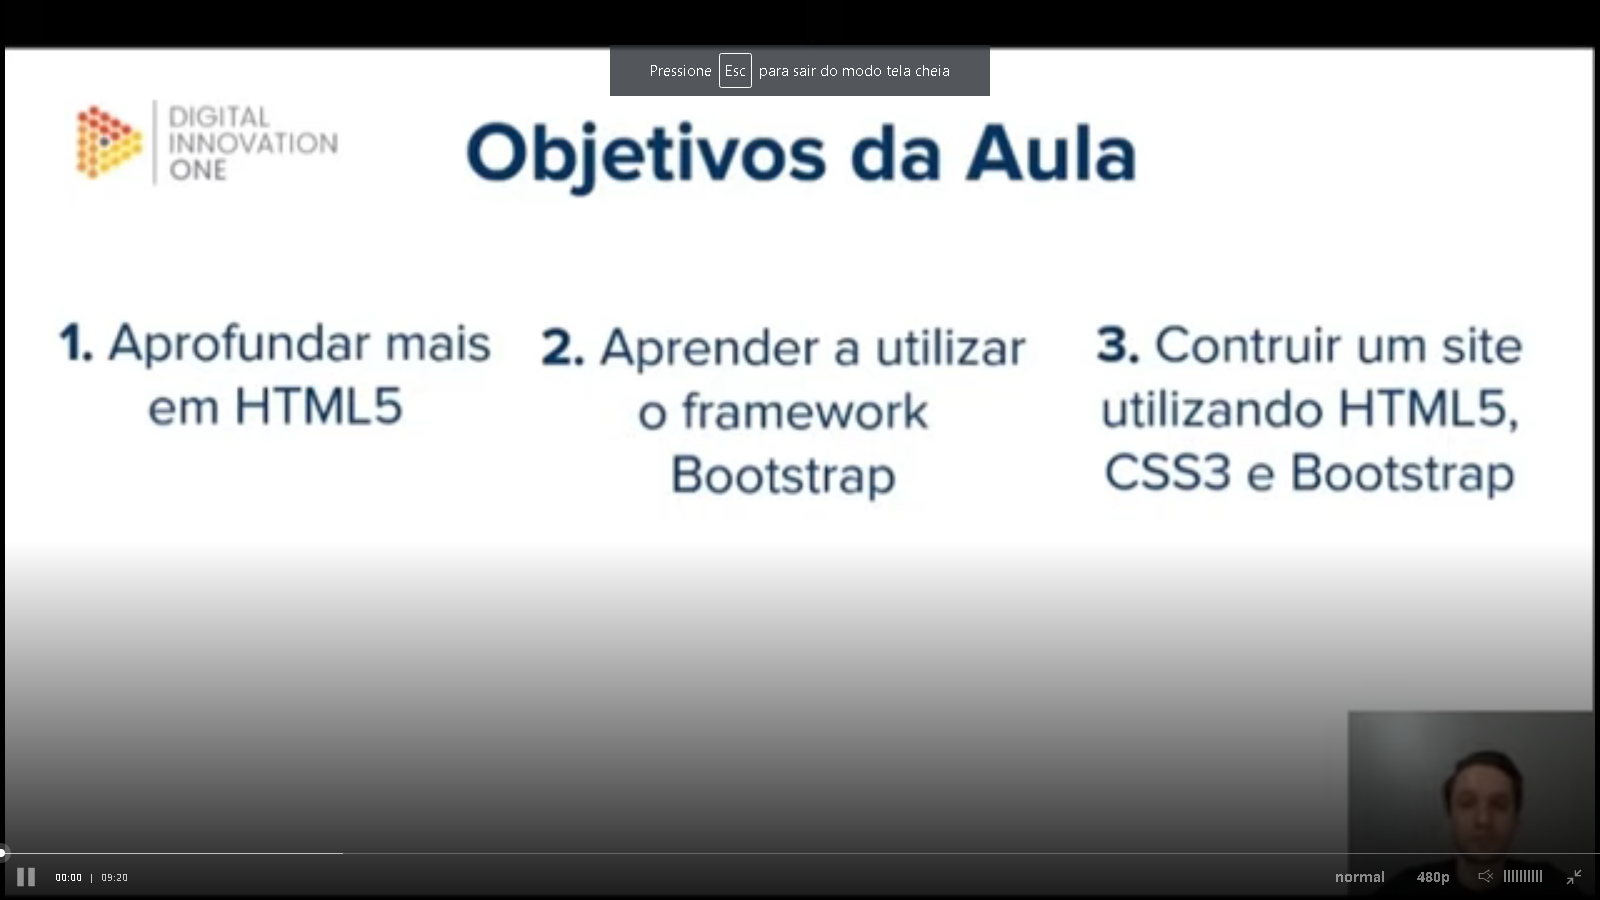 Pressione Esc para sair do modo tela cheia
DIGITAL
INNOVATION
ONE
Objetivos da Aula
1. Aprofundar mais
em HTML5
2. Aprender a utilizar
o framework
Bootstrap
3. Contruir um site
utilizando HTML5,
CSS3 e Bootstrap
00:00 | 09:20
normal
480p